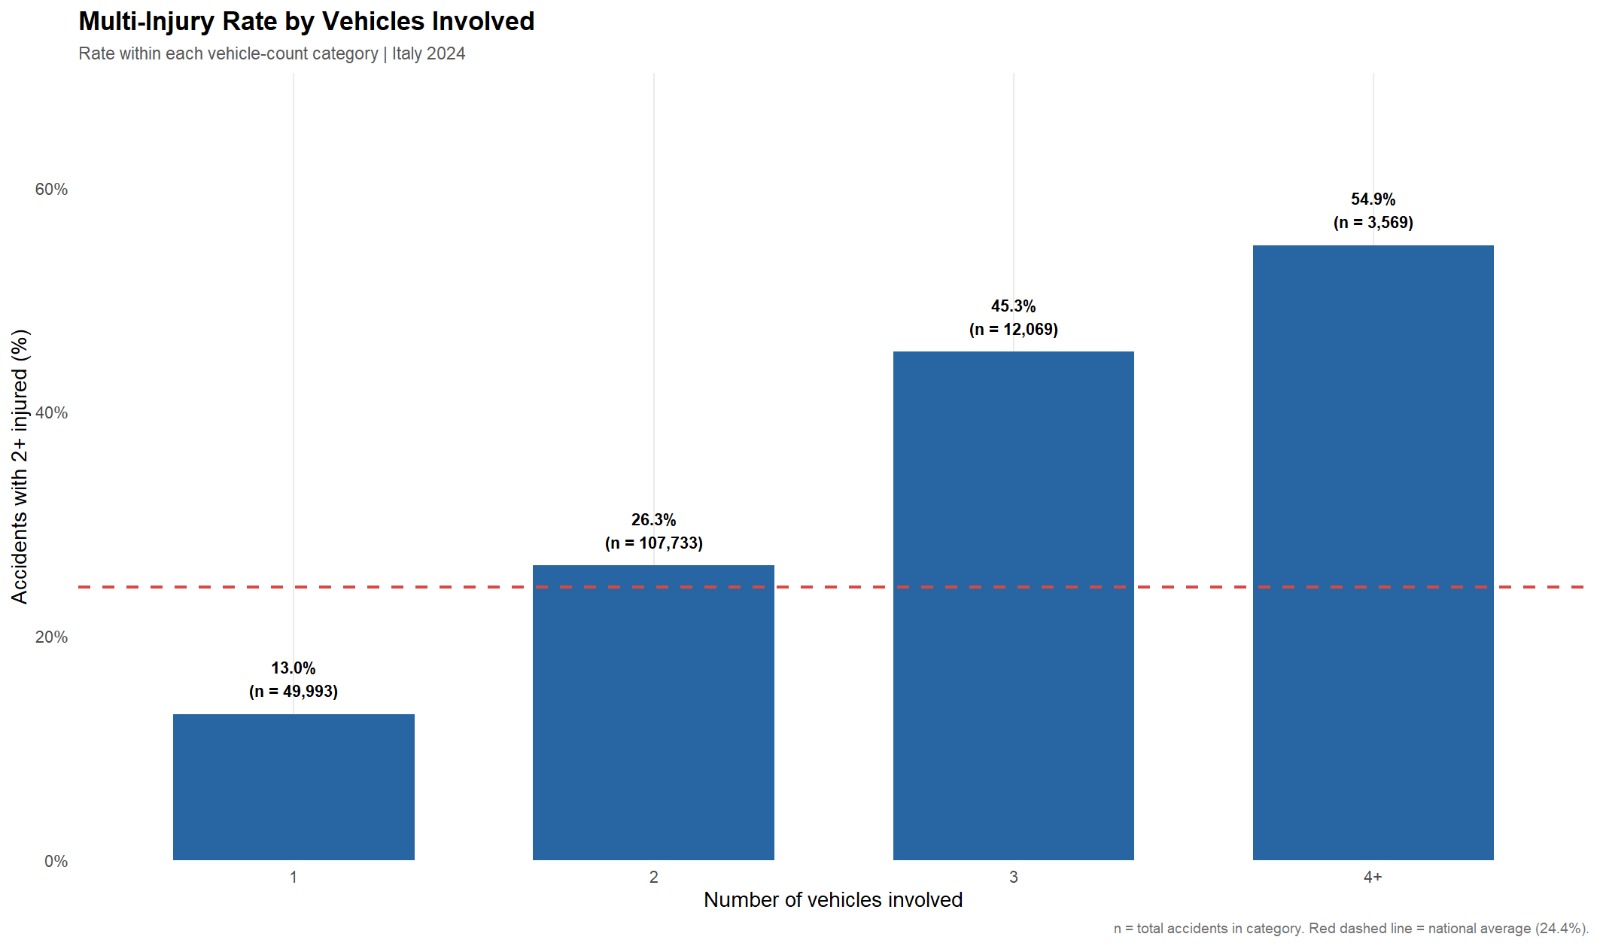 Multi-Injury Rate by Vehicles Involved
Rate within each vehicle-count category | Italy 2024
Accidents with 2+ injured (%)
60%
40%
20%
0%
13.0%
(n = 49,993)
26.3%
(n = 107,733)
45.3%
(n = 12,069)
54.9%
(n = 3,569)
1
2
3
4+
Number of vehicles involved
n = total accidents in category. Red dashed line = national average (24.4%).